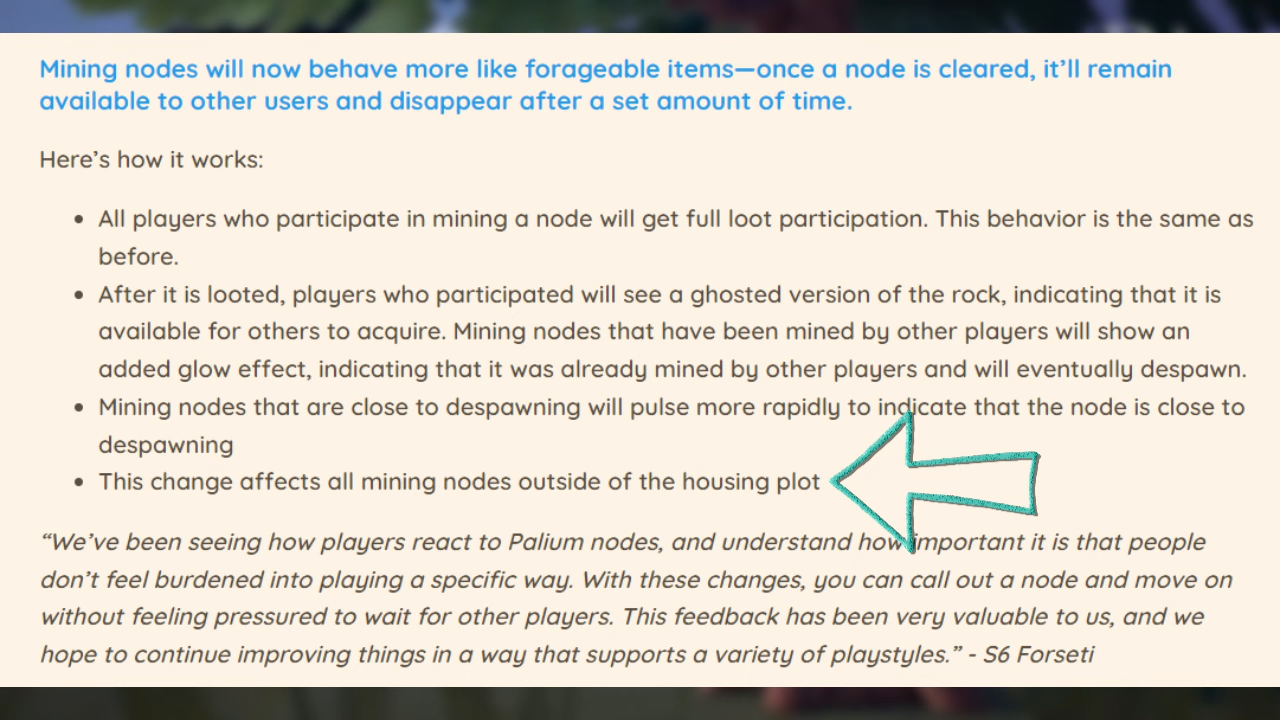 Mining nodes will now behave more like forageable items—once a node is cleared, it’ll remain
available to other users and disappear after a set amount of time.
Here’s how it works:
• All players who participate in mining a node will get full loot participation. This behavior is the same as
before.
• After it is looted, players who participated will see a ghosted version of the rock, indicating that it is
available for others to acquire. Mining nodes that have been mined by other players will show an
added glow effect, indicating that it was already mined by other players and will eventually despawn.
• Mining nodes that are close to despawning will pulse more rapidly to indicate that the node is close to
despawning
• This change affects all mining nodes outside of the housing plot
“We’ve been seeing how players react to Palium nodes, and understand how important it is that people
don’t feel burdened into playing a specific way. With these changes, you can call out a node and move on
without feeling pressured to wait for other players. This feedback has been very valuable to us, and we
hope to continue improving things in a way that supports a variety of playstyles.” - S6 Forseti